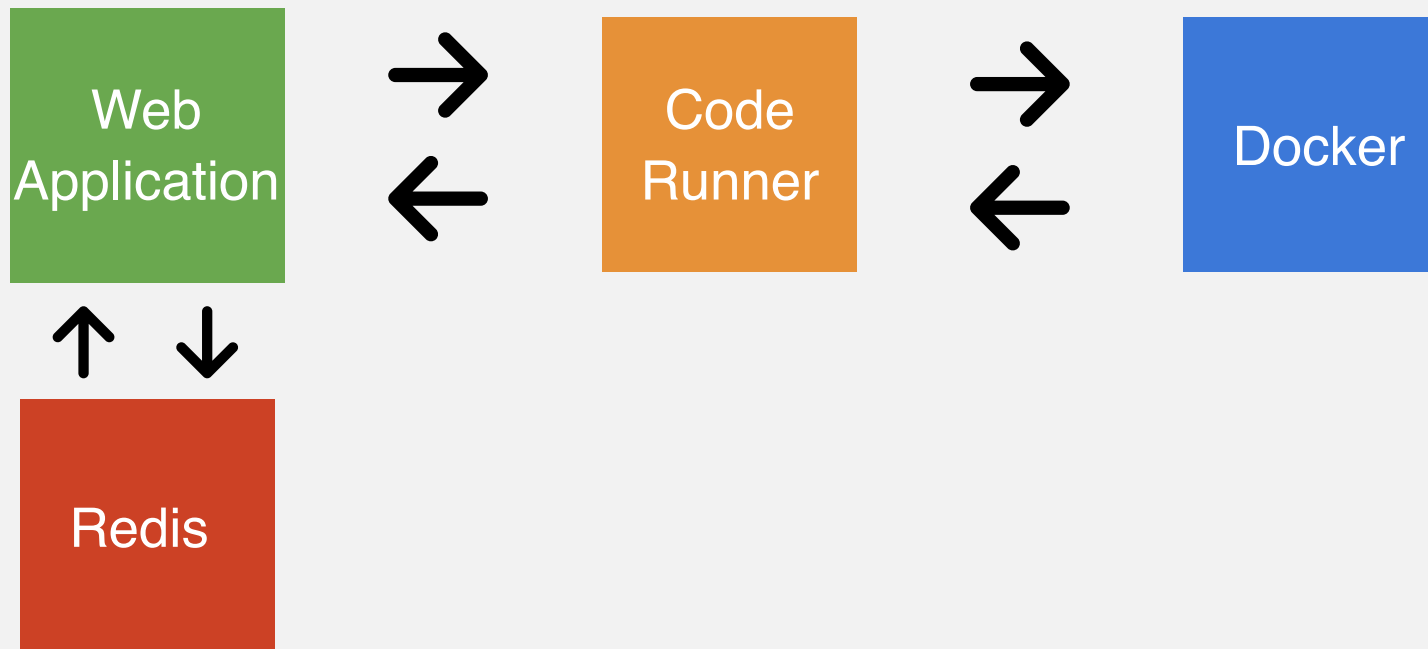 Web
Application
Code
Runner
Docker
Redis